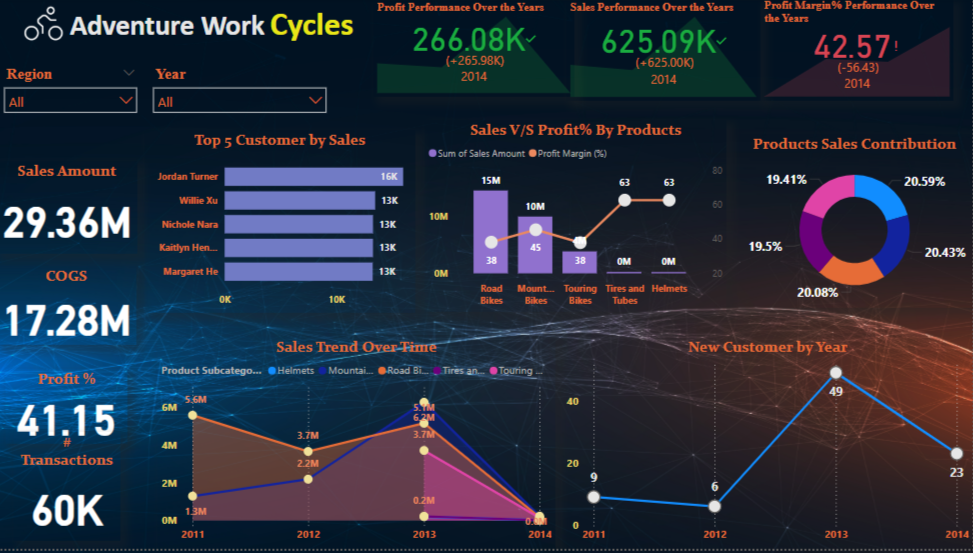 Adventure Work Cycles
Profit Performance Over the Years
266.08K
(+265.98K)
2014
Sales Performance Over the Years
625.09K
(+625.00K)
2014
Profit Margin% Performance Over
the Years
42.57!
(-56.43)
2014
Region
All
Year
All
Sales Amount
29.36M
COGS
17.28M
Profit %
41.15
#
Transactions
60K
Top 5 Customer by Sales
Jordan Turner 16K
Willie Xu 13K
Nichole Nara 13K
Kaitlyn Hen... 13K
Margaret He 13K
0K 10K
Sales V/S Profit% By Products
Sum of Sales Amount Profit Margin (%)
15M 10M 63 63
38 45 38 0M 0M
10M
0M
80
60
40
20
Road
Bikes
Mount...
Bikes
Touring
Bikes
Tires and
Tubes
Helmets
Products Sales Contribution
19.41% 20.59%
19.5% 20.43%
20.08%
Sales Trend Over Time
Product Subcatego... Helmets Mountai... Road Bi... Tires an... Touring ...
6M
4M
2M
0M
5.6M
3.7M
2.2M
1.3M
6.2M
3.7M
0.2M
2011 2012 2013 2014
New Customer by Year
40
20
0
9
6
49
23
2011 2012 2013 2014